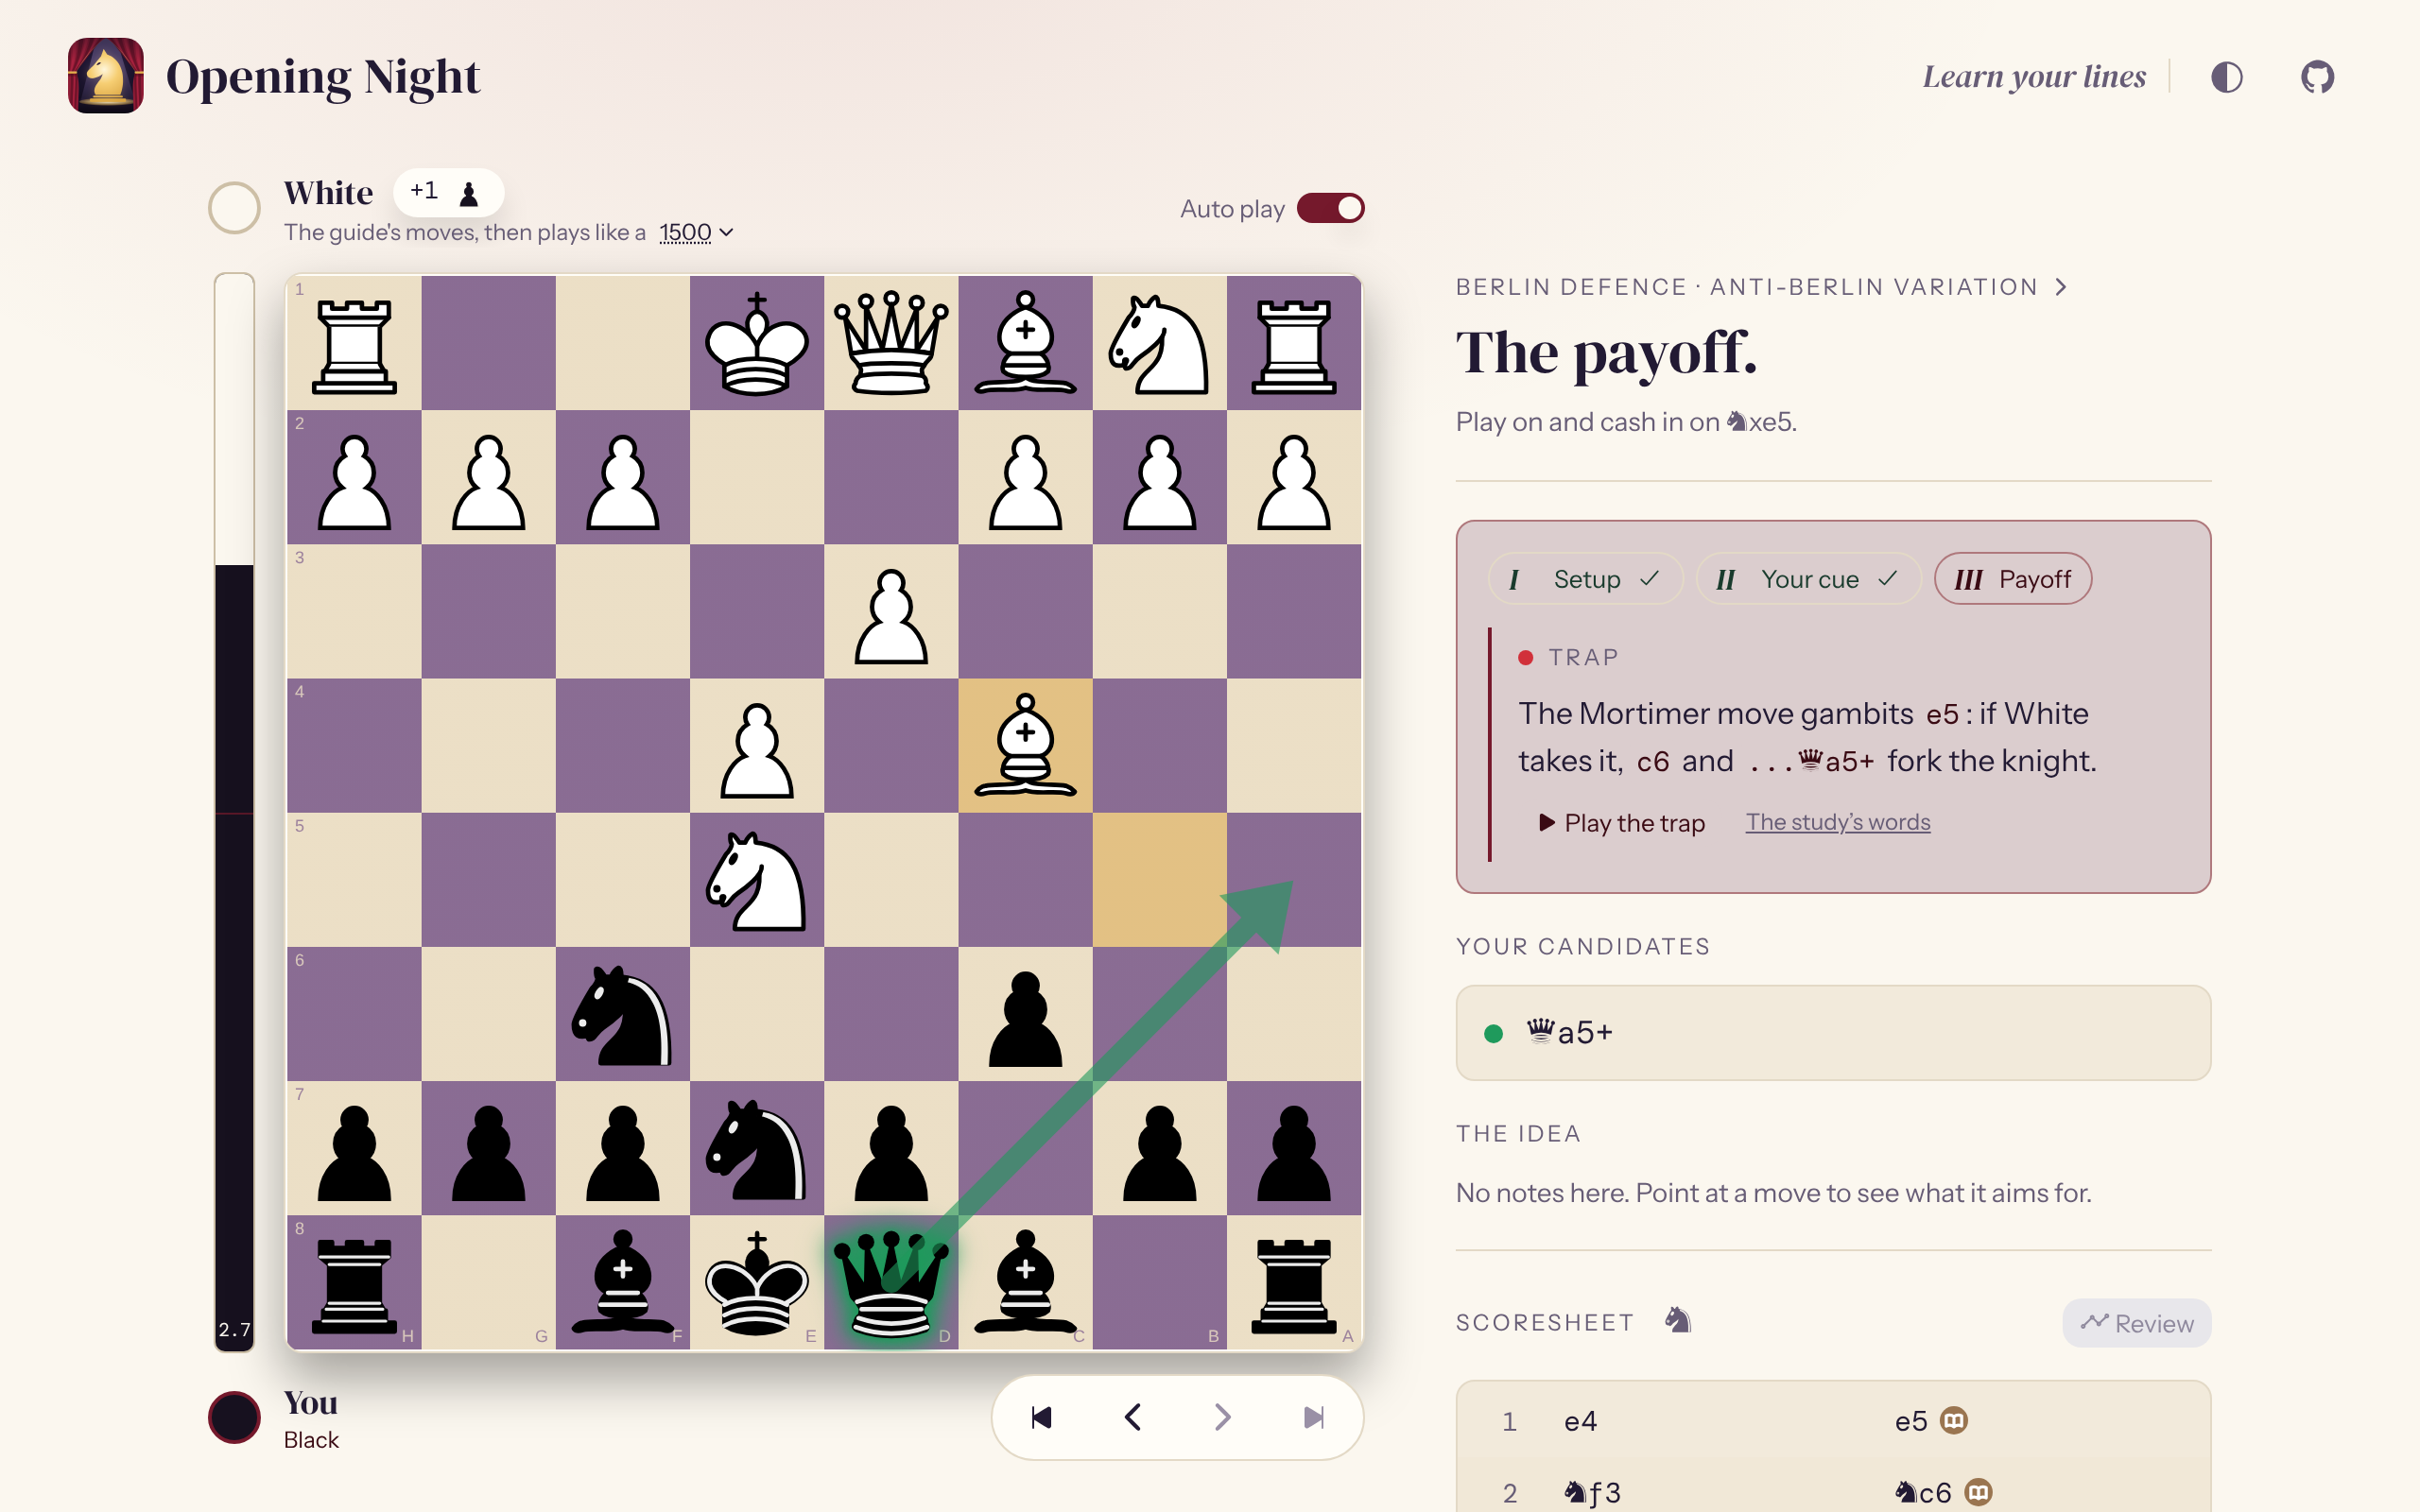 Opening Night
Learn your lines
White +1
The guide's moves, then plays like a 1500
Auto play
1
2
3
4
5
6
7
8
H G F E D C B A
2.7
You
Black
BERLIN DEFENCE · ANTI-BERLIN VARIATION
The payoff.
Play on and cash in on ♞xe5.
I Setup ✓ II Your cue ✓ III Payoff
TRAP
The Mortimer move gambits e5 : if White
takes it, c6 and ...♛a5+ fork the knight.
Play the trap The study’s words
YOUR CANDIDATES
♛a5+
THE IDEA
No notes here. Point at a move to see what it aims for.
SCORESHEET ♞ Review
1 e4 e5
2 ♞f3 ♞c6